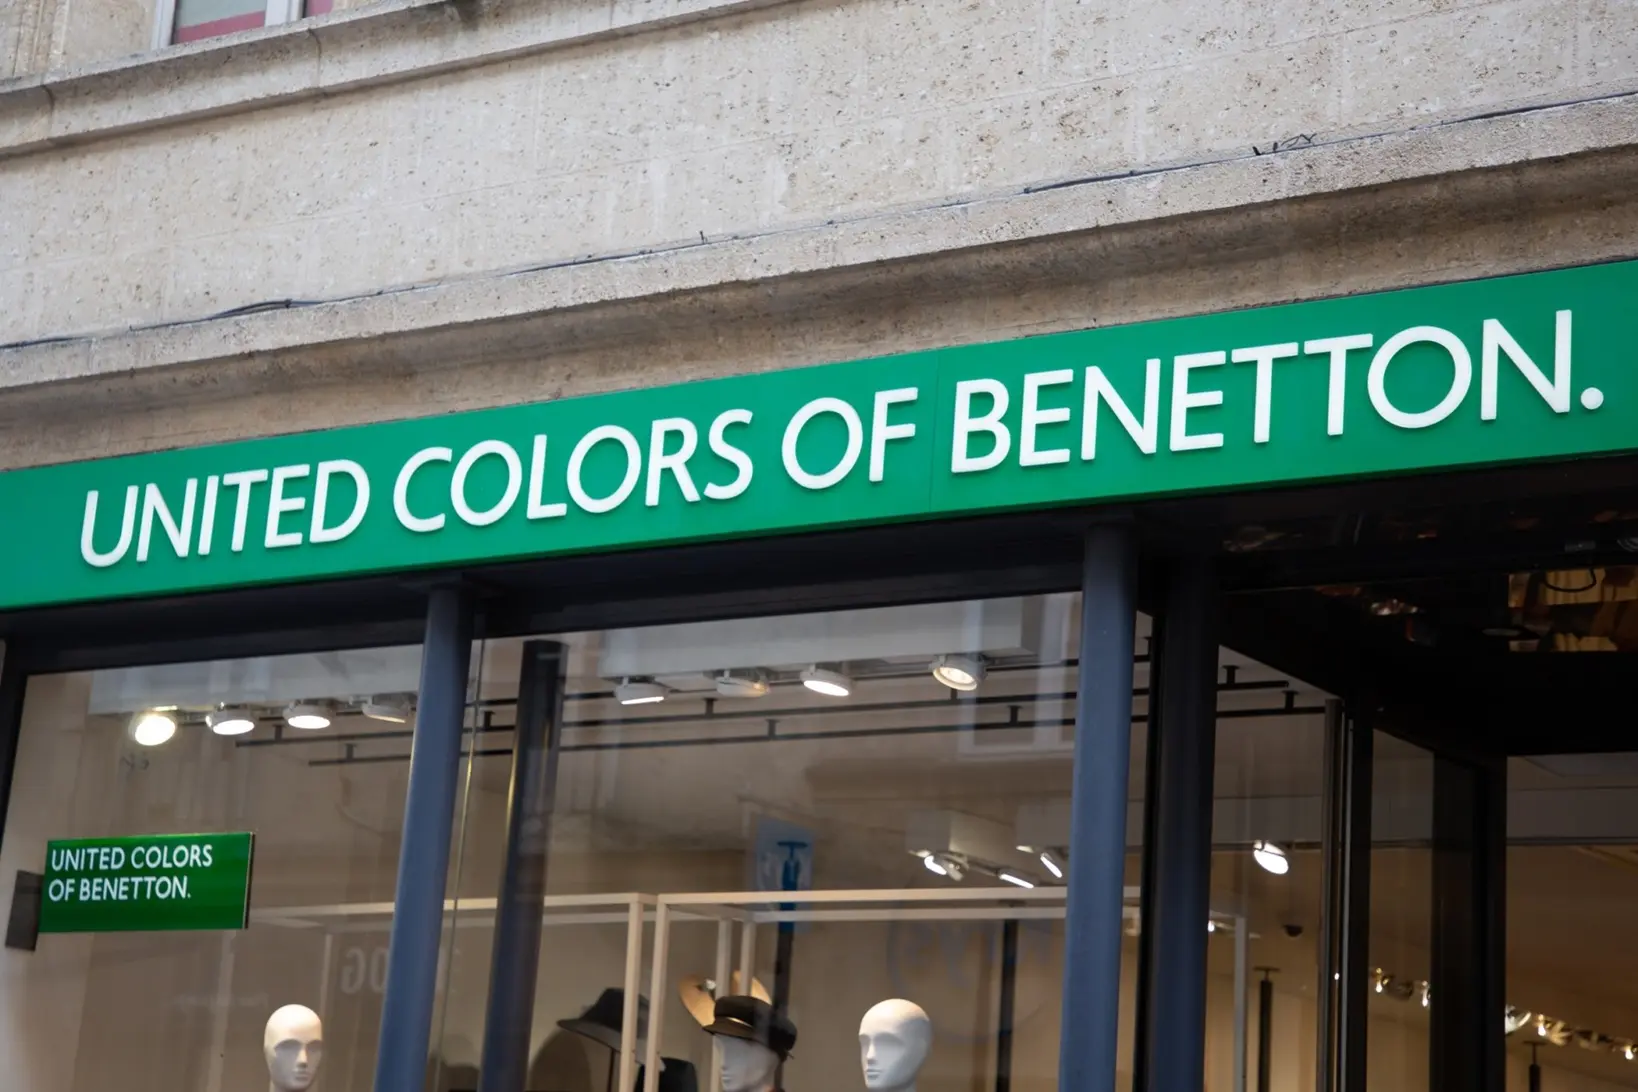 UNITED COLORS OF BENETTON.
UNITED COLORS
OF BENETTON.